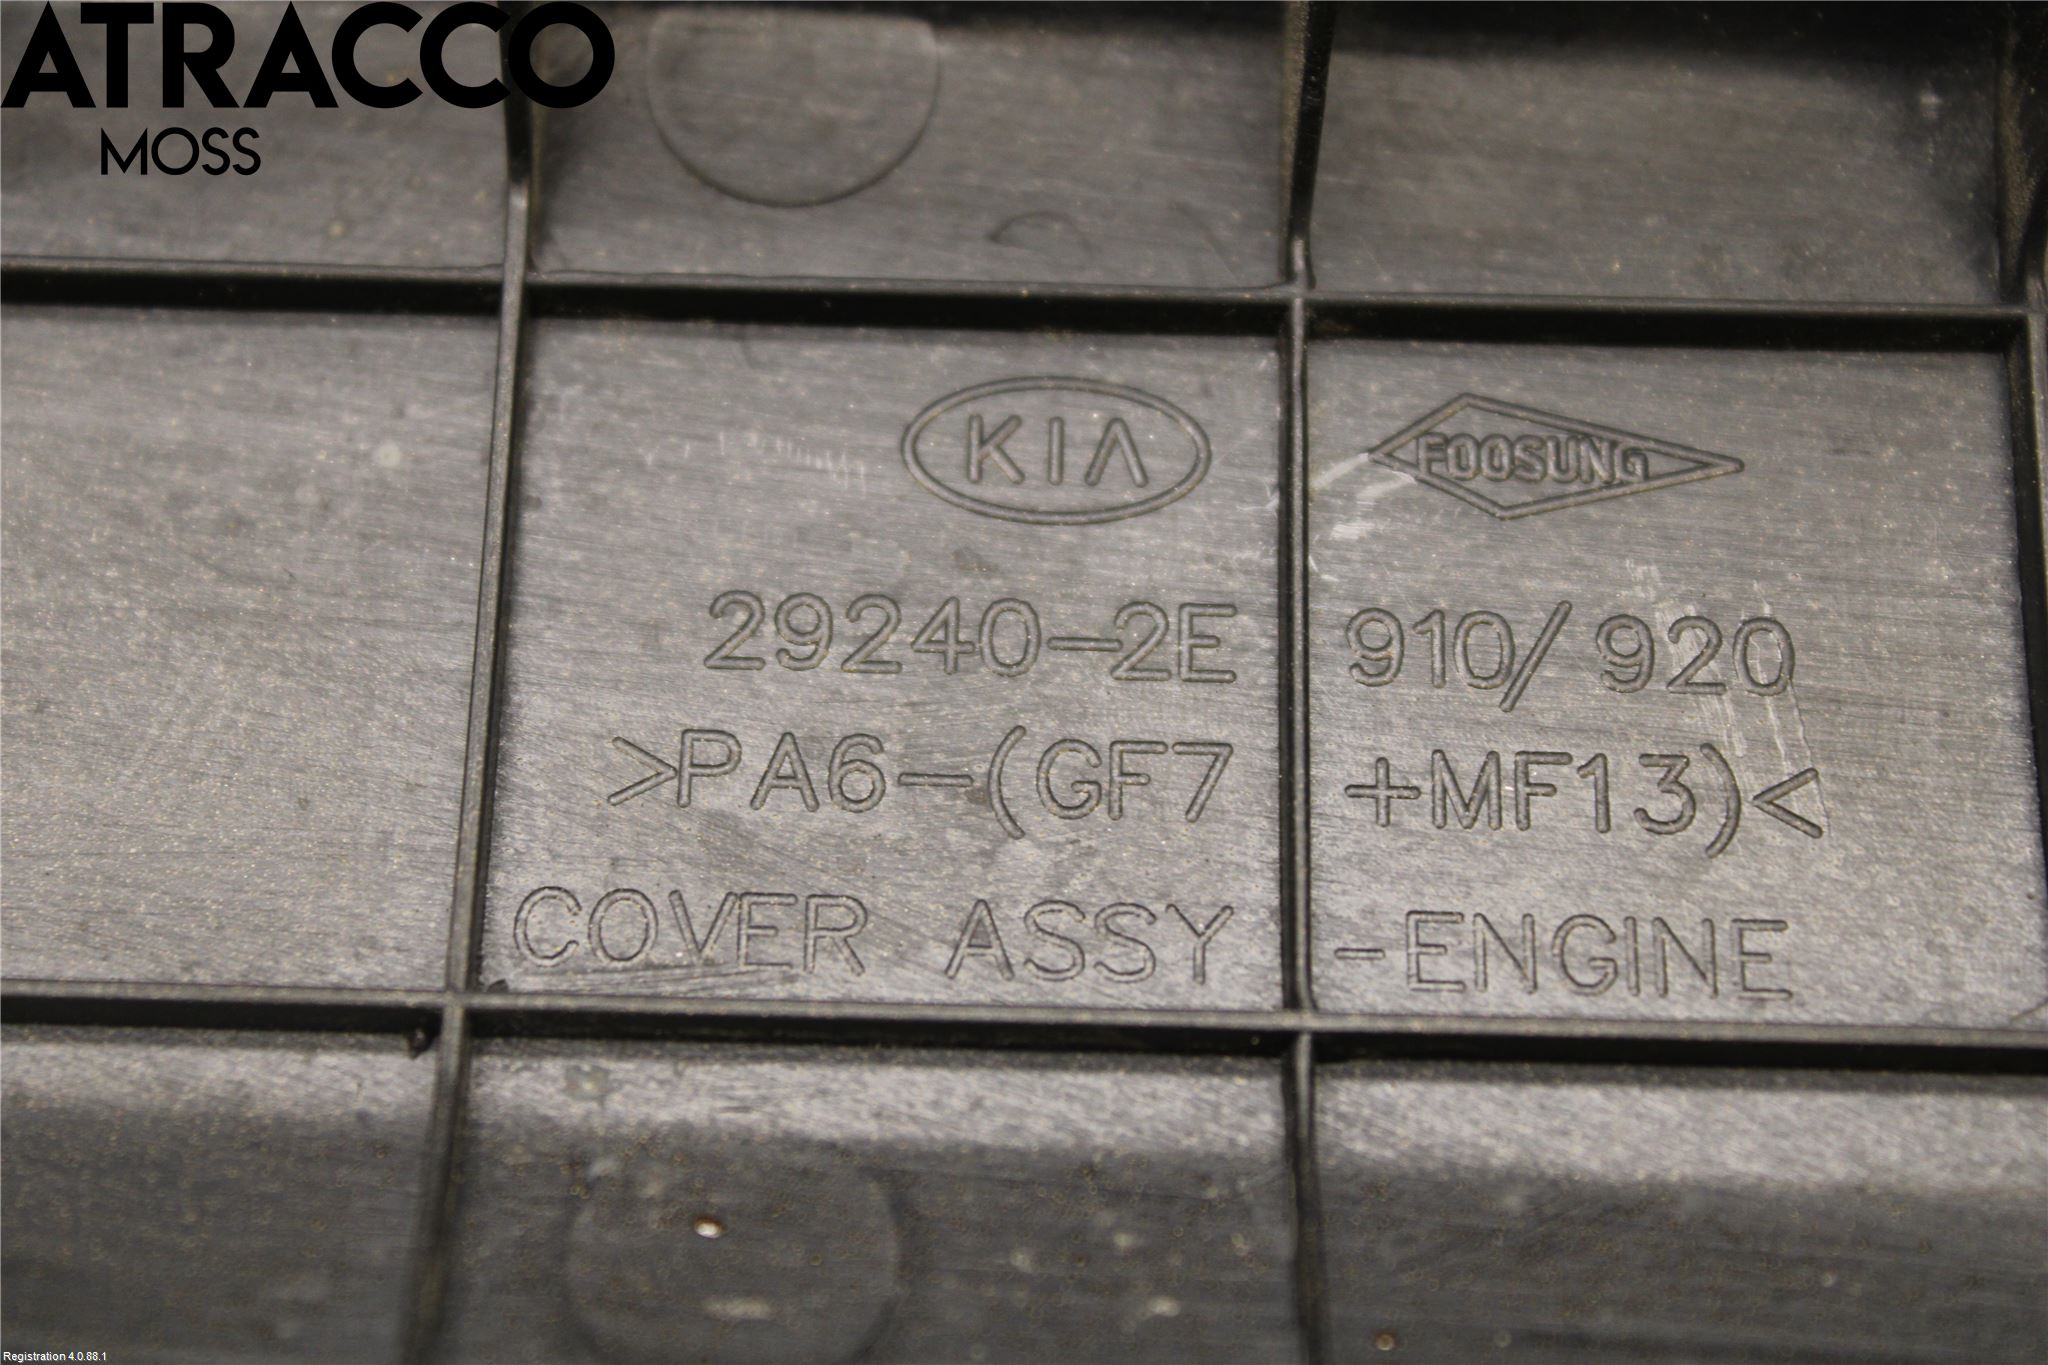 ATRACCO
MOSS
KIA FOOSUNG
29240-2E 910/920
>PA6-(GF7 +MF13)<
COVER ASSY -ENGINE
Registration 4.0.88.1